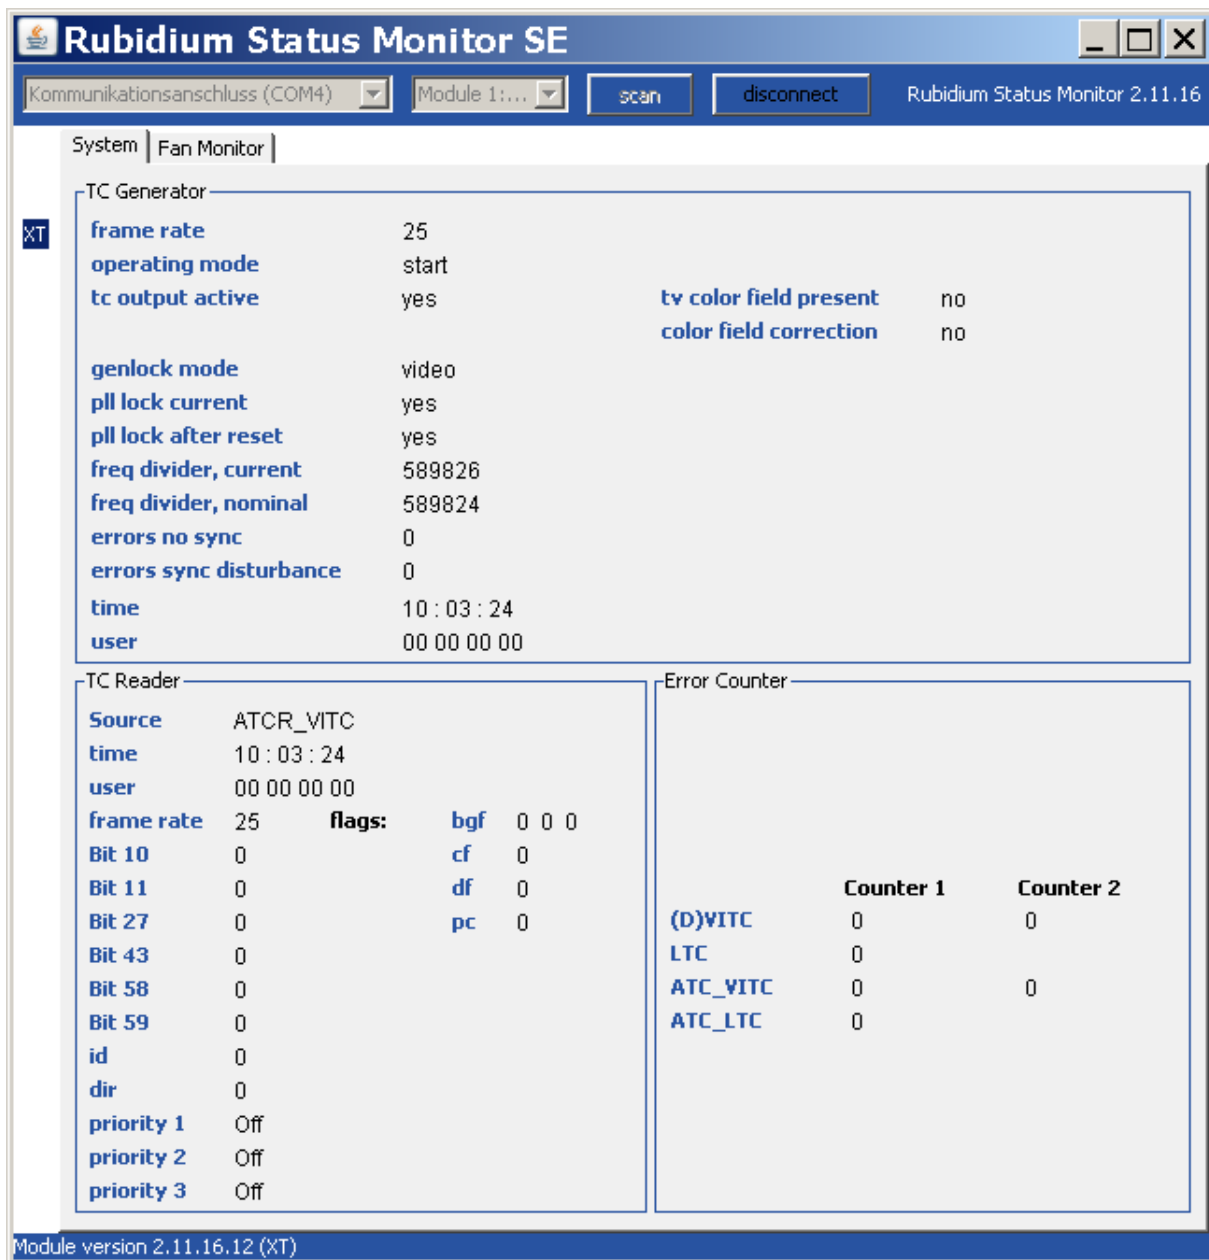 Rubidium Status Monitor SE
Kommunikationsanschluss (COM4) Module 1:... scan disconnect Rubidium Status Monitor 2.11.16
System Fan Monitor
XT
TC Generator
frame rate 25
operating mode start
tc output active yes tv color field present no
color field correction no
genlock mode video
pll lock current yes
pll lock after reset yes
freq divider, current 589826
freq divider, nominal 589824
errors no sync 0
errors sync disturbance 0
time 10 : 03 : 24
user 00 00 00 00
TC Reader
Source ATCR_VITC
time 10 : 03 : 24
user 00 00 00 00
frame rate 25 flags: bgf 0 0 0
Bit 10 0 cf 0
Bit 11 0 df 0
Bit 27 0 pc 0
Bit 43 0
Bit 58 0
Bit 59 0
id 0
dir 0
priority 1 Off
priority 2 Off
priority 3 Off
Error Counter
Counter 1 Counter 2
(D)VITC 0 0
LTC 0
ATC_VITC 0 0
ATC_LTC 0
Module version 2.11.16.12 (XT)